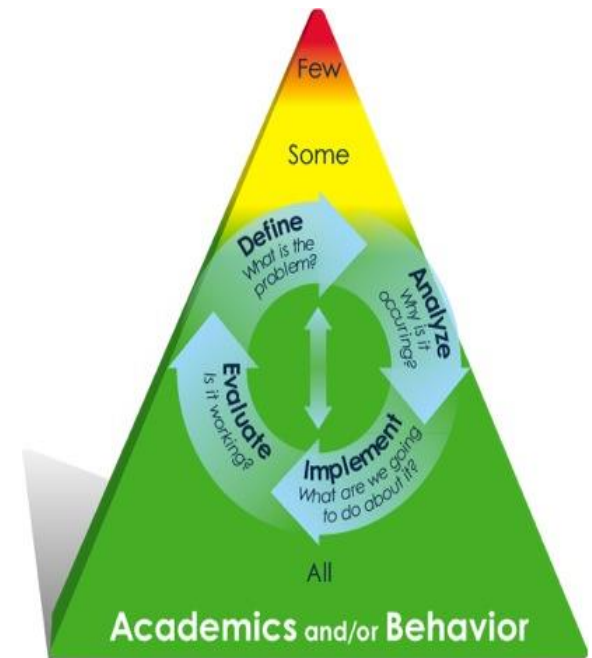 Few
Some
Define
What is the
problem?
Analyze
Why is it
occuring?
Implement
What are we going
to do about it?
Evaluate
Is it working?
All
Academics and/or Behavior